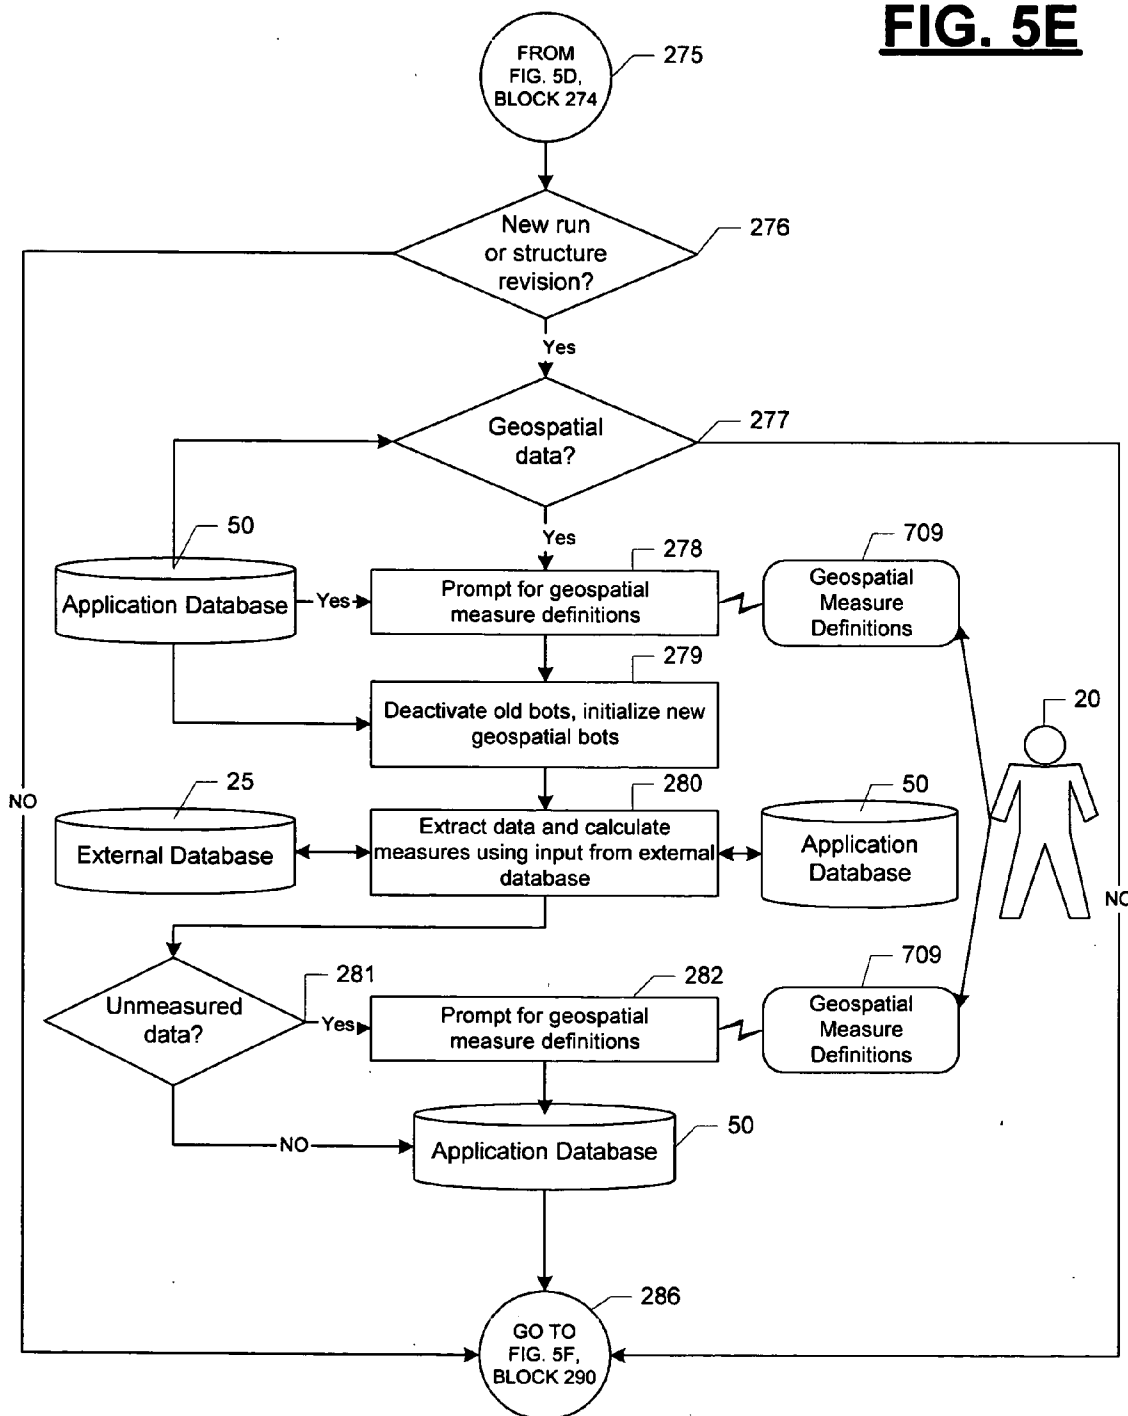 FIG. 5E
FROM
FIG. 5D,
BLOCK 274
275
New run
or structure
revision?
276
Yes
Geospatial
data?
277
Yes
50
Application Database
Yes
278
Prompt for geospatial
measure definitions
709
Geospatial
Measure
Definitions
279
Deactivate old bots, initialize new
geospatial bots
20
NO
25
External Database
280
Extract data and calculate
measures using input from external
database
50
Application
Database
NO
Unmeasured
data?
281
Yes
282
Prompt for geospatial
measure definitions
709
Geospatial
Measure
Definitions
NO
Application Database
50
GO TO
FIG. 5F,
BLOCK 290
286